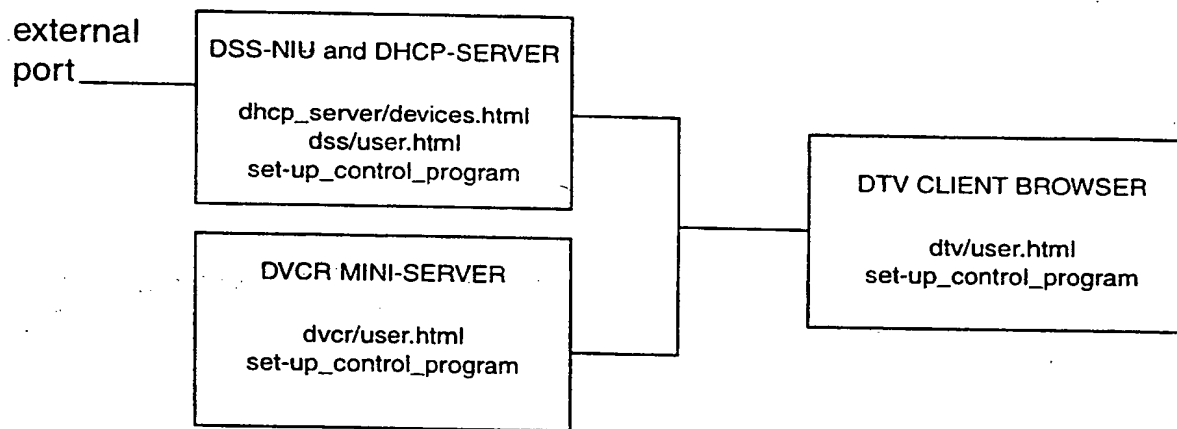 external
port
DSS-NIU and DHCP-SERVER
dhcp_server/devices.html
dss/user.html
set-up_control_program
DVCR MINI-SERVER
dvcr/user.html
set-up_control_program
DTV CLIENT BROWSER
dtv/user.html
set-up_control_program